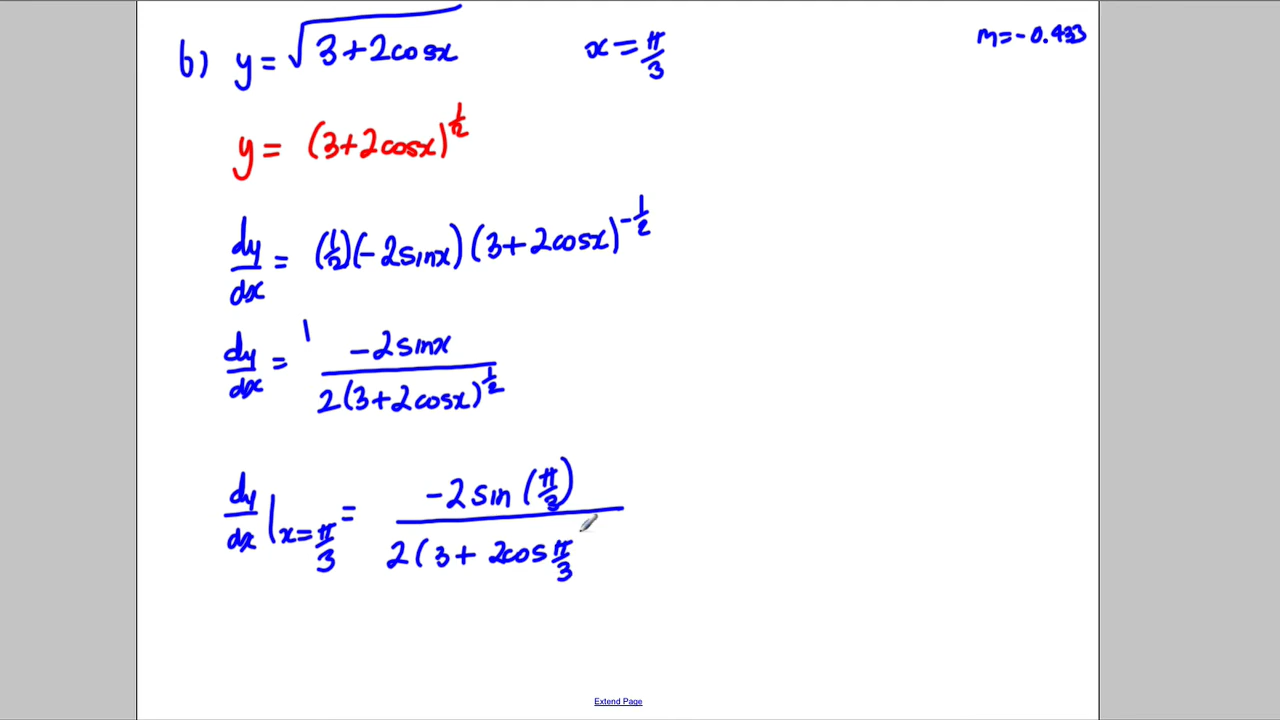 b) y = √(3+2cosx) x = π/3 m = -0.433
y = (3+2cosx)^(1/2)
dy/dx = (1/2)(-2sinx)(3+2cosx)^(-1/2)
dy/dx = ' -2sinx / 2(3+2cosx)^(1/2)
dy/dx |x=π/3 = -2sin(π/3) / 2(3+2cos π/3
Extend Page